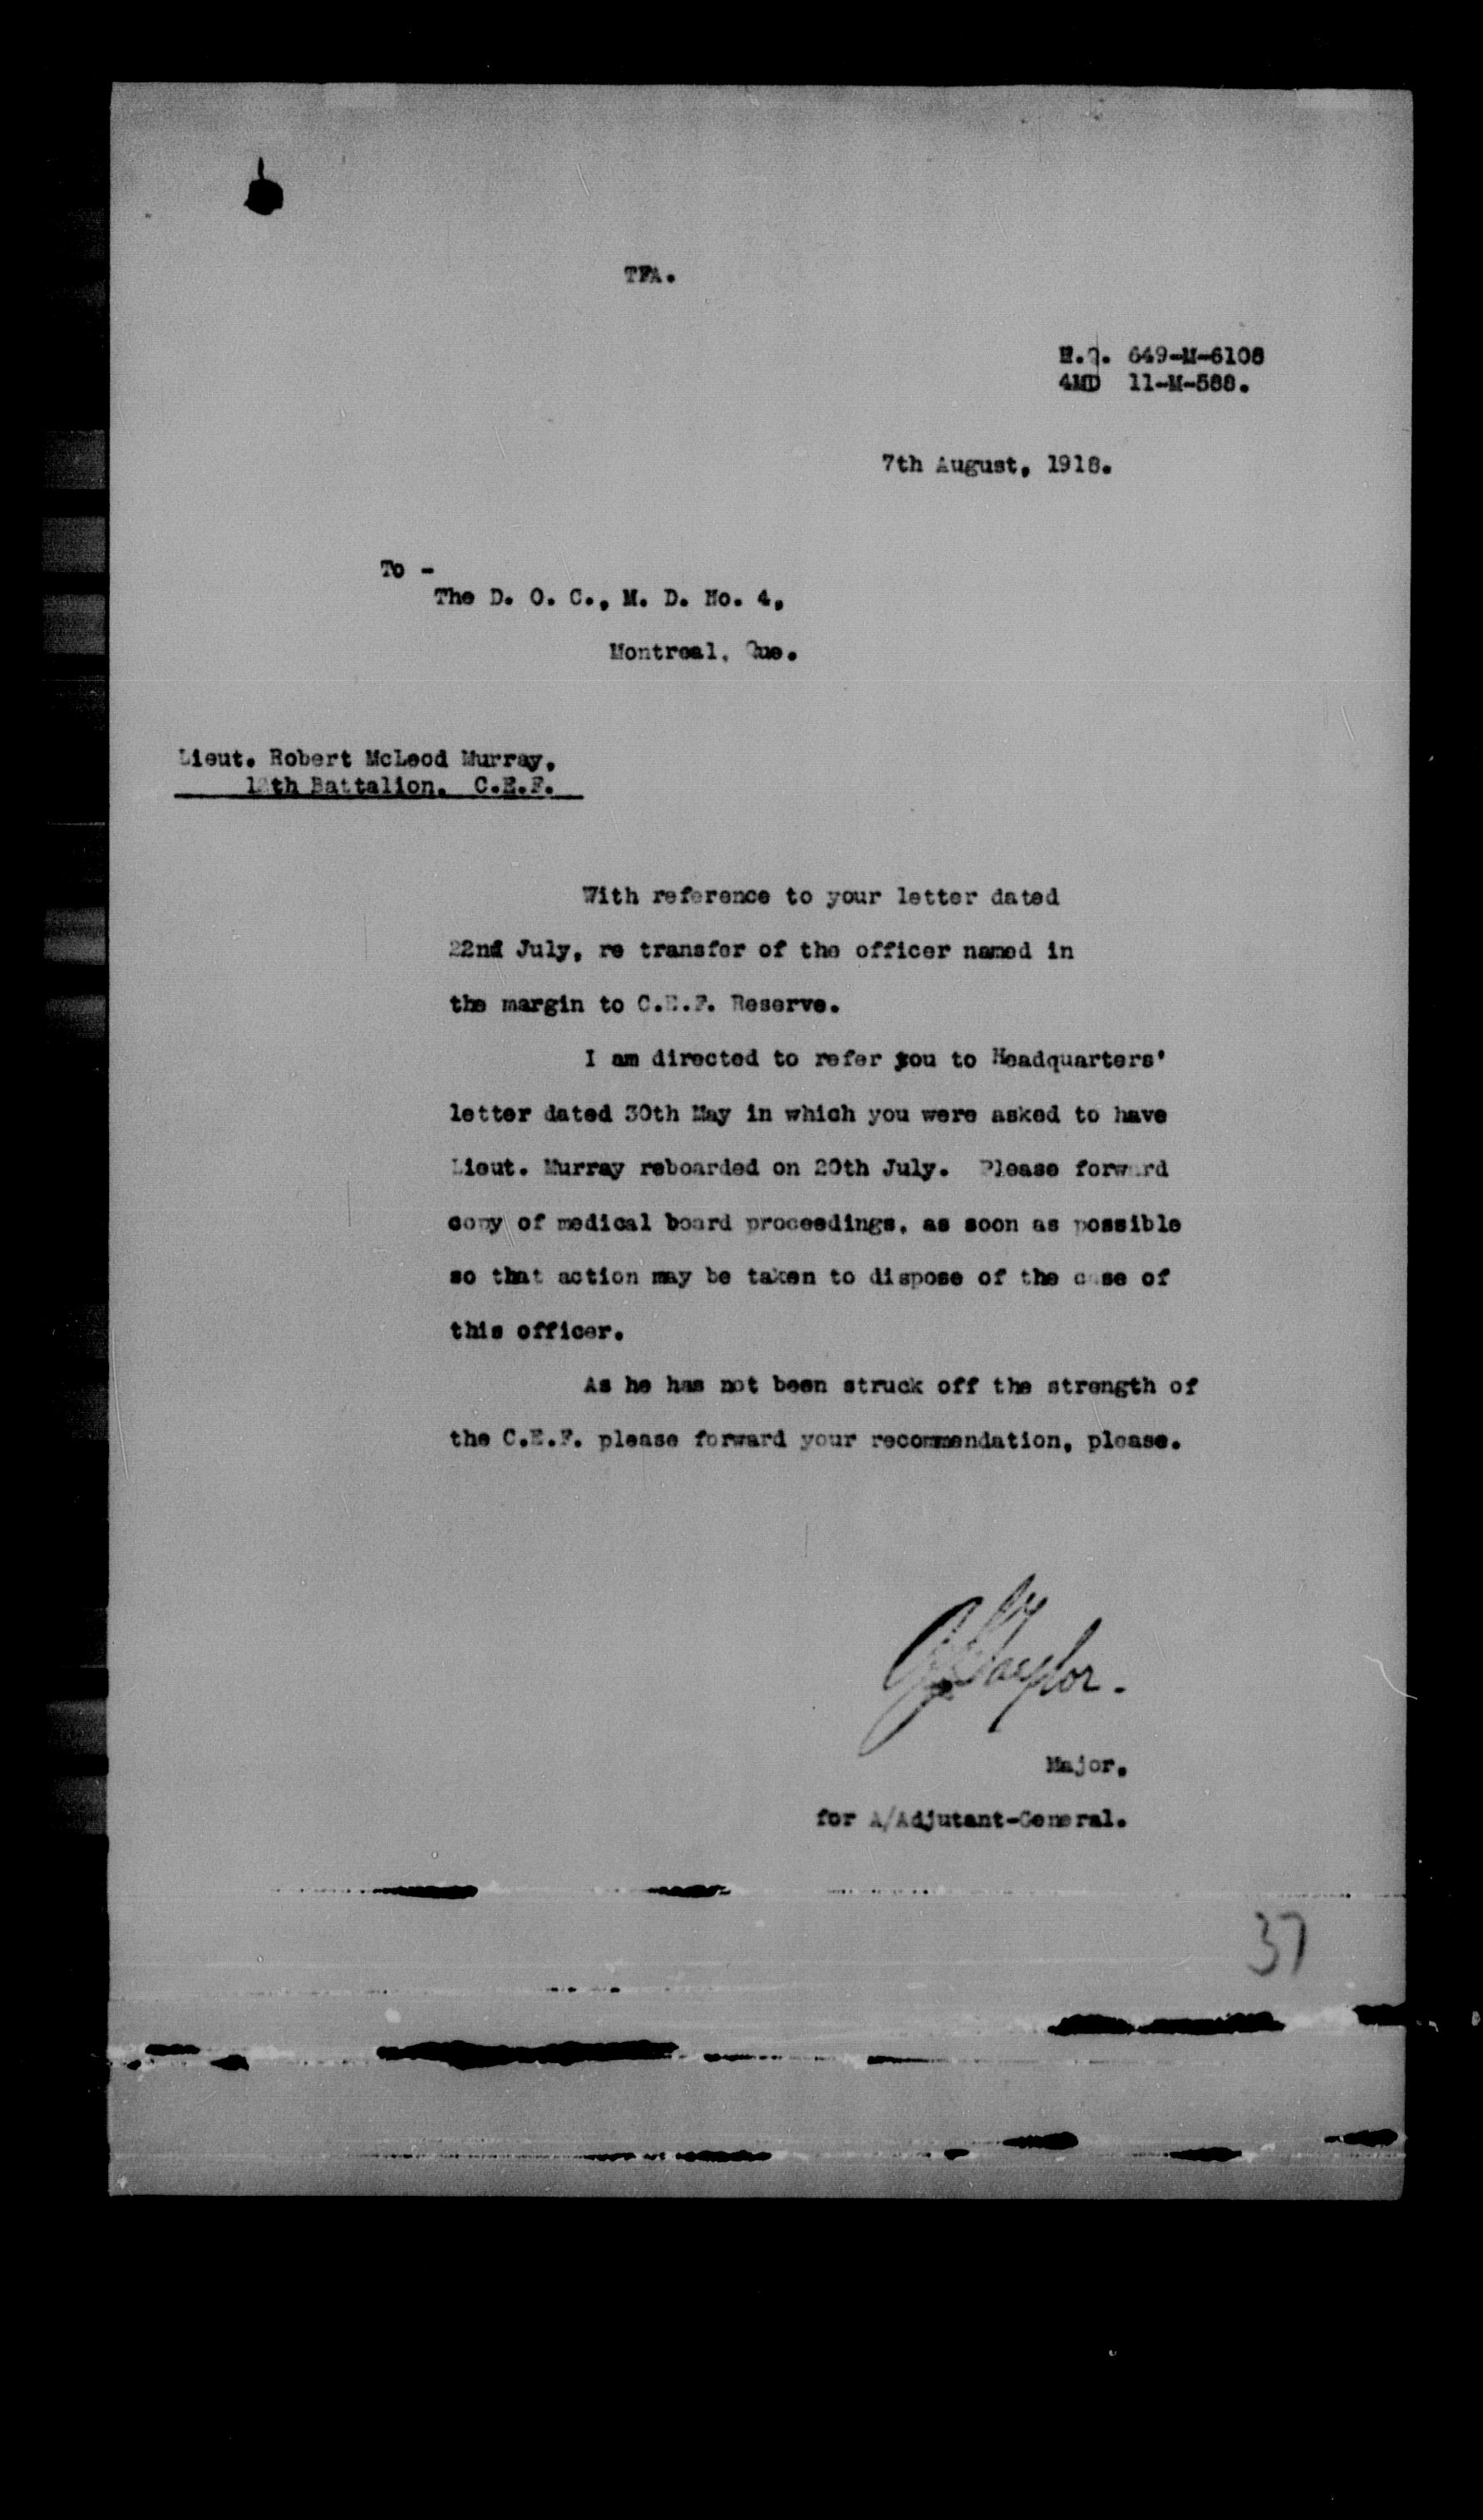 TFA.
H.Q. 649-M-6108
4MD 11-M-588.
7th August, 1918.
To -
The D. O. C., M. D. No. 4,
Montreal, Que.
Lieut. Robert McLeod Murray,
Battalion. C.E.F.
With reference to your letter dated
22nd July, re transfer of the officer named in
the margin to C.E.F. Reserve.
I am directed to refer you to Headquarters'
letter dated 30th May in which you were asked to have
Lieut. Murray reboarded on 20th July. Please forward
copy of medical board proceedings, as soon as possible
so that action may be taken to dispose of the case of
this officer.
As he has not been struck off the strength of
the C.E.F. please forward your recommendation, please.
Taylor.
Major,
for A/Adjutant-General.
37